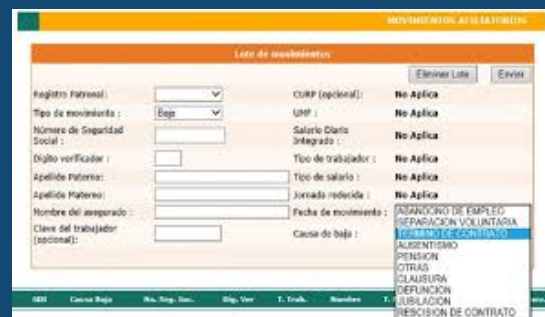 MOVIMIENTOS AFILIATORIOS
Lote de movimientos
Eliminar Lote Enviar
Registro Patronal: CURP (opcional): No Aplica
Tipo de movimiento : Baja UMF : No Aplica
Número de Seguridad Social : Salario Diario Integrado : No Aplica
Dígito verificador : Tipo de trabajador : No Aplica
Apellido Paterno: Tipo de salario : No Aplica
Apellido Materno: Jornada reducida : No Aplica
Nombre del asegurado : Fecha de movimiento :
Clave del trabajador (opcional): Causa de baja :
ABANDONO DE EMPLEO
SEPARACION VOLUNTARIA
TERMINO DE CONTRATO
AUSENTISMO
PENSION
OTRAS
CLAUSURA
DEFUNCION
JUBILACION
RESCISION DE CONTRATO
Causa Baja No. Seg. Soc. Díg. Ver T. Trab. Nombre